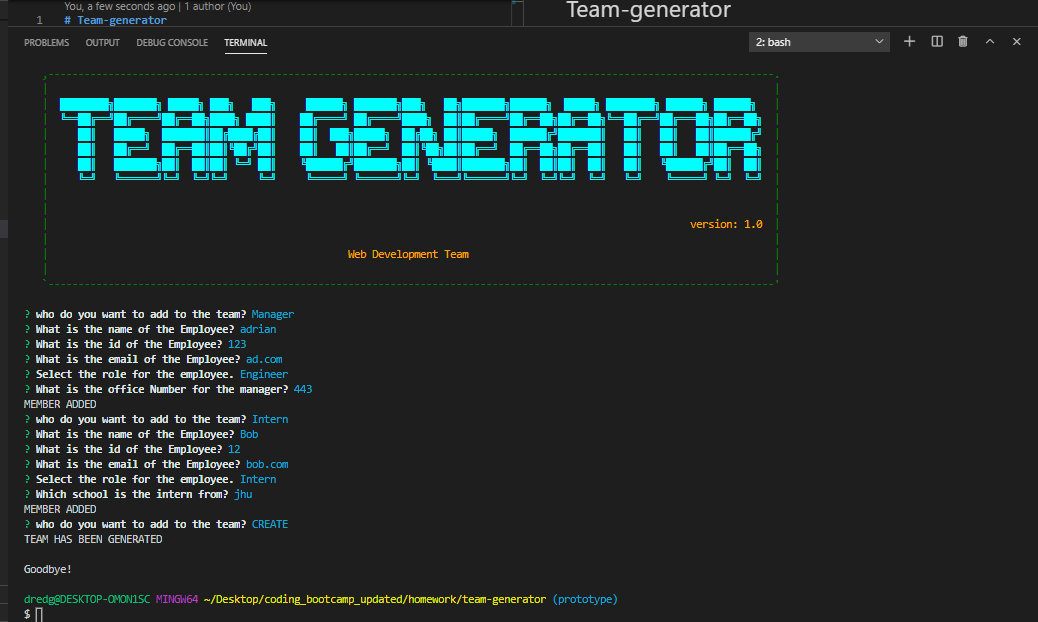 You, a few seconds ago | 1 author (You)
1 # Team-generator
Team-generator
PROBLEMS OUTPUT DEBUG CONSOLE TERMINAL 2: bash
TEAM GENERATOR
version: 1.0
Web Development Team
? who do you want to add to the team? Manager
? What is the name of the Employee? adrian
? What is the id of the Employee? 123
? What is the email of the Employee? ad.com
? Select the role for the employee. Engineer
? What is the office Number for the manager? 443
MEMBER ADDED
? who do you want to add to the team? Intern
? What is the name of the Employee? Bob
? What is the id of the Employee? 12
? What is the email of the Employee? bob.com
? Select the role for the employee. Intern
? Which school is the intern from? jhu
MEMBER ADDED
? who do you want to add to the team? CREATE
TEAM HAS BEEN GENERATED
Goodbye!
dredg@DESKTOP-OMON1SC MINGW64 ~/Desktop/coding_bootcamp_updated/homework/team-generator (prototype)
$